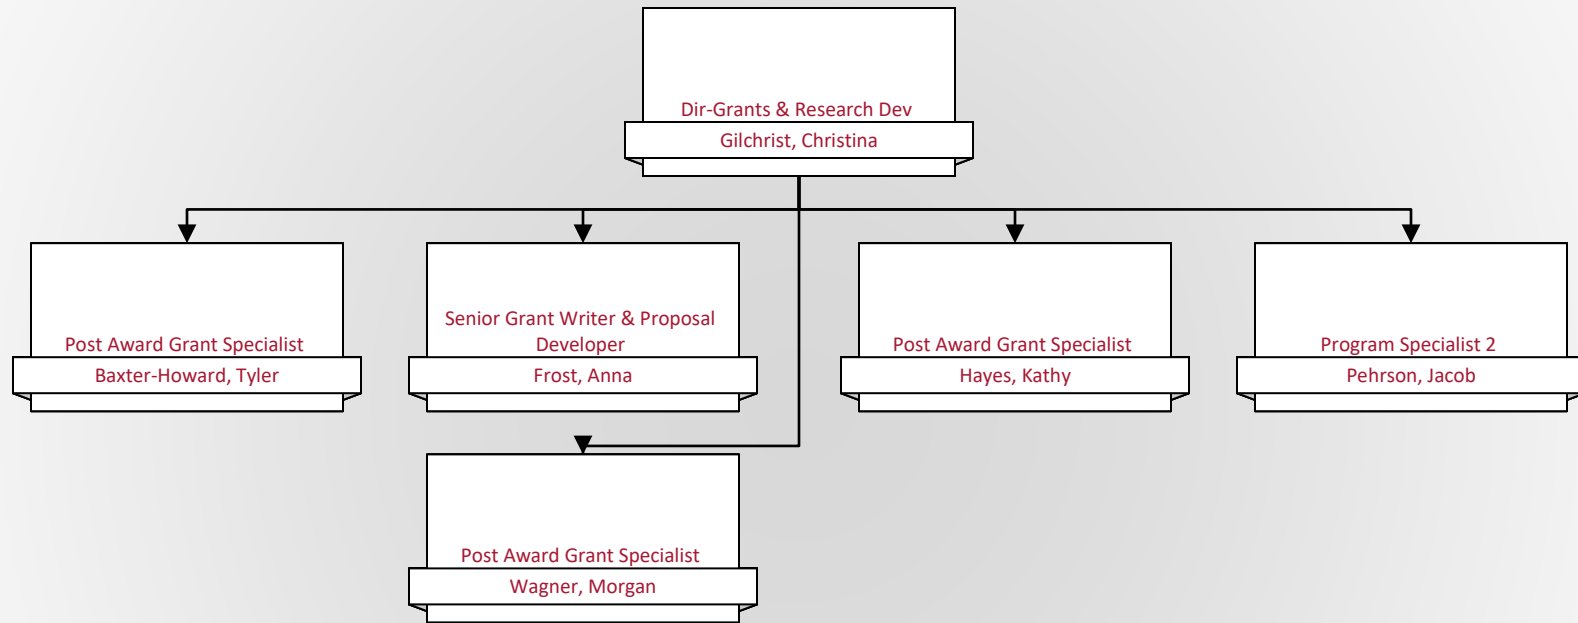 Dir-Grants & Research Dev
Gilchrist, Christina
Post Award Grant Specialist
Baxter-Howard, Tyler
Senior Grant Writer & Proposal
Developer
Frost, Anna
Post Award Grant Specialist
Hayes, Kathy
Program Specialist 2
Pehrson, Jacob
Post Award Grant Specialist
Wagner, Morgan